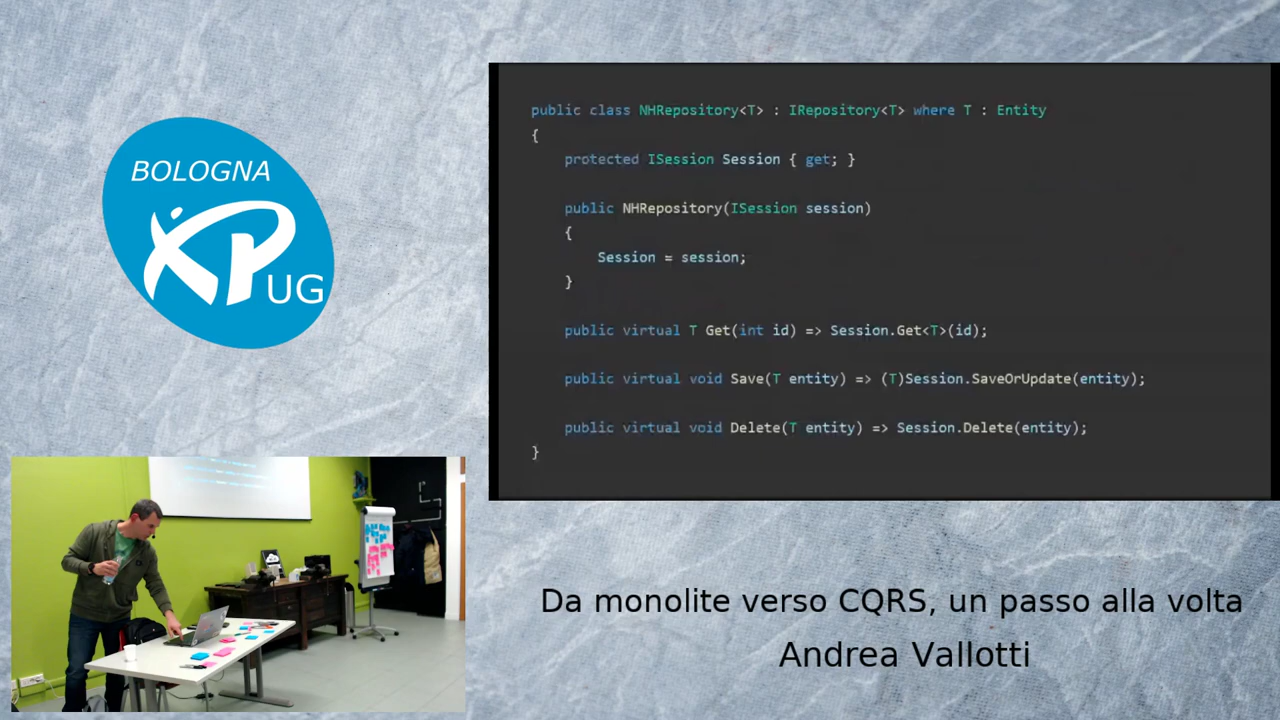 BOLOGNA
XP
UG
public class NHRepository<T> : IRepository<T> where T : Entity
{
    protected ISession Session { get; }
    public NHRepository(ISession session)
    {
        Session = session;
    }
    public virtual T Get(int id) => Session.Get<T>(id);
    public virtual void Save(T entity) => (T)Session.SaveOrUpdate(entity);
    public virtual void Delete(T entity) => Session.Delete(entity);
}
Da monolite verso CQRS, un passo alla volta
Andrea Vallotti